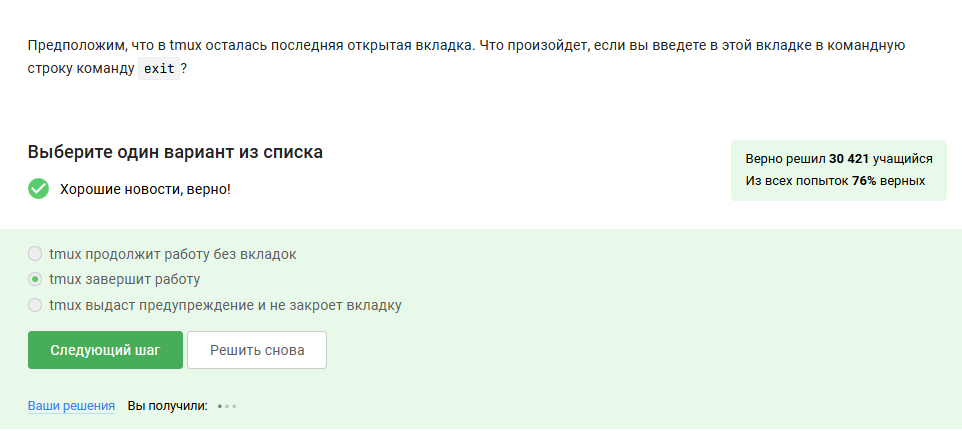 Предположим, что в tmux осталась последняя открытая вкладка. Что произойдет, если вы введете в этой вкладке в командную
строку команду exit ?
Выберите один вариант из списка
Хорошие новости, верно!
Верно решил 30 421 учащийся
Из всех попыток 76% верных
tmux продолжит работу без вкладок
tmux завершит работу
tmux выдаст предупреждение и не закроет вкладку
Следующий шаг
Решить снова
Ваши решения Вы получили: